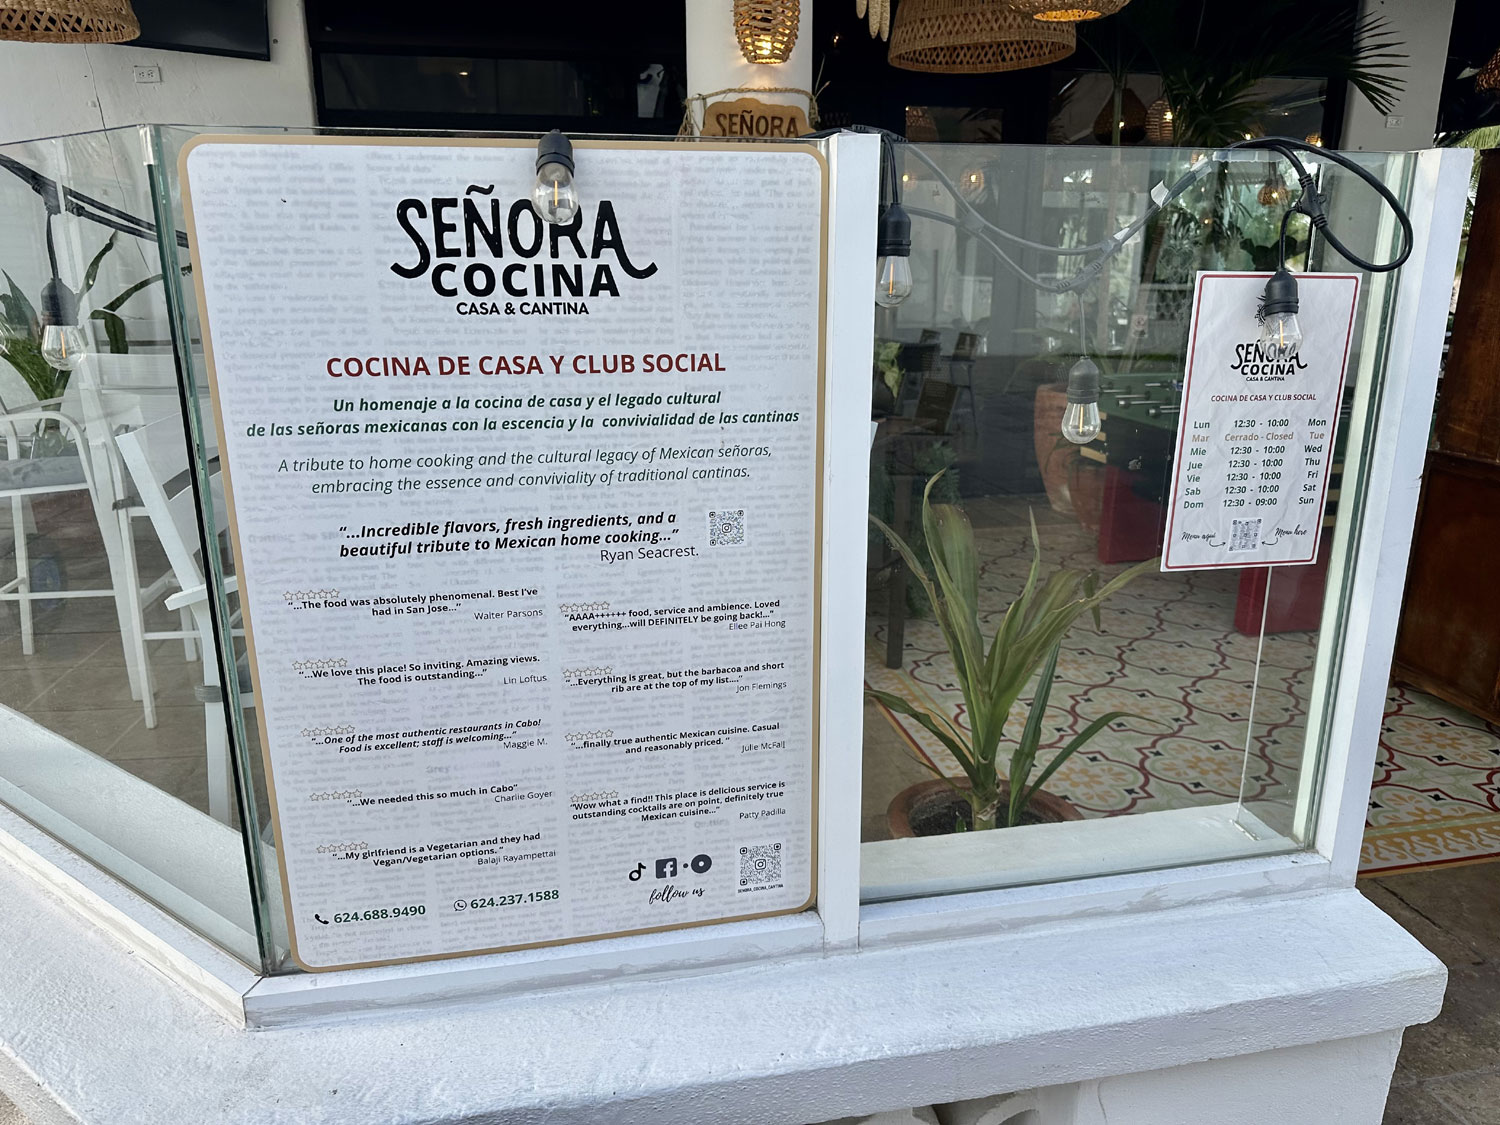 SEÑORA
SEÑORA
COCINA
CASA & CANTINA
COCINA DE CASA Y CLUB SOCIAL
Un homenaje a la cocina de casa y el legado cultural
de las señoras mexicanas con la escencia y la convivialidad de las cantinas
A tribute to home cooking and the cultural legacy of Mexican señoras,
embracing the essence and conviviality of traditional cantinas.
“...Incredible flavors, fresh ingredients, and a
beautiful tribute to Mexican home cooking...”
Ryan Seacrest.
“...The food was absolutely phenomenal. Best I've
had in San Jose...”
Walter Parsons
“...We love this place! So inviting. Amazing views.
The food is outstanding...”
Lin Loftus
“...One of the most authentic restaurants in Cabo!
Food is excellent; staff is welcoming...”
Maggie M.
“...We needed this so much in Cabo”
Charlie Goyer
“...My girlfriend is a Vegetarian and they had
Vegan/Vegetarian options. ”
Balaji Rayampettai
“AAAA++++++ food, service and ambience. Loved
everything...will DEFINITELY be going back!...”
Ellee Pai Hong
“...Everything is great, but the barbacoa and short
rib are at the top of my list....”
Jon Flemings
“...finally true authentic Mexican cuisine. Casual
and reasonably priced. ”
Julie McFall
“Wow what a find!! This place is delicious service is
outstanding cocktails are on point, definitely true
Mexican cuisine...”
Patty Padilla
follow us
SENORA_COCINA_CANTINA
624.688.9490
624.237.1588
SEÑORA
COCINA
CASA & CANTINA
COCINA DE CASA Y CLUB SOCIAL
Lun 12:30 - 10:00 Mon
Mar Cerrado - Closed Tue
Mie 12:30 - 10:00 Wed
Jue 12:30 - 10:00 Thu
Vie 12:30 - 10:00 Fri
Sab 12:30 - 10:00 Sat
Dom 12:30 - 09:00 Sun
Menu aqui
Menu here